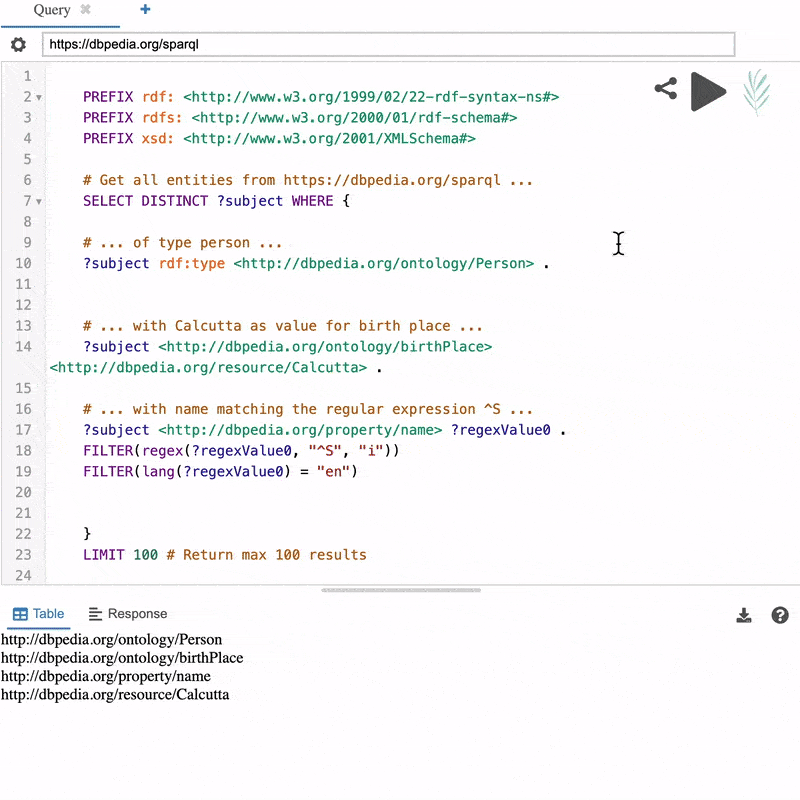 Query
https://dbpedia.org/sparql
1
2 PREFIX rdf: <http://www.w3.org/1999/02/22-rdf-syntax-ns#>
3 PREFIX rdfs: <http://www.w3.org/2000/01/rdf-schema#>
4 PREFIX xsd: <http://www.w3.org/2001/XMLSchema#>
5
6 # Get all entities from https://dbpedia.org/sparql ...
7 SELECT DISTINCT ?subject WHERE {
8
9 # ... of type person ...
10 ?subject rdf:type <http://dbpedia.org/ontology/Person> .
11
12
13 # ... with Calcutta as value for birth place ...
14 ?subject <http://dbpedia.org/ontology/birthPlace>
<http://dbpedia.org/resource/Calcutta> .
15
16 # ... with name matching the regular expression ^S ...
17 ?subject <http://dbpedia.org/property/name> ?regexValue0 .
18 FILTER(regex(?regexValue0, "^S", "i"))
19 FILTER(lang(?regexValue0) = "en")
20
21
22 }
23 LIMIT 100 # Return max 100 results
24
Table Response
http://dbpedia.org/ontology/Person
http://dbpedia.org/ontology/birthPlace
http://dbpedia.org/property/name
http://dbpedia.org/resource/Calcutta